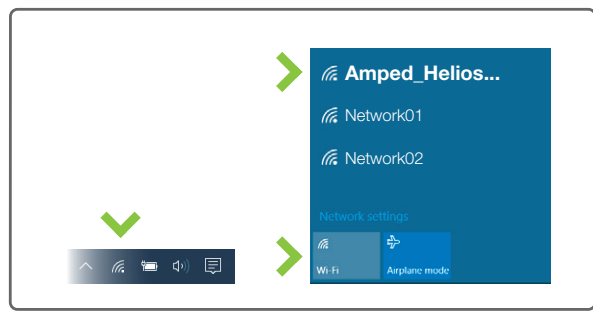 Amped_Helios...
Network01
Network02
Network settings
Wi-Fi
Airplane mode